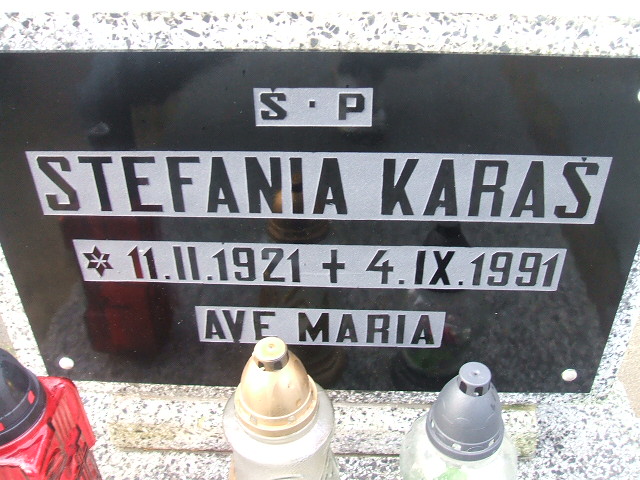 Ś · P
STEFANIA KARAŚ
* 11.II.1921 + 4.IX.1991
AVE MARIA